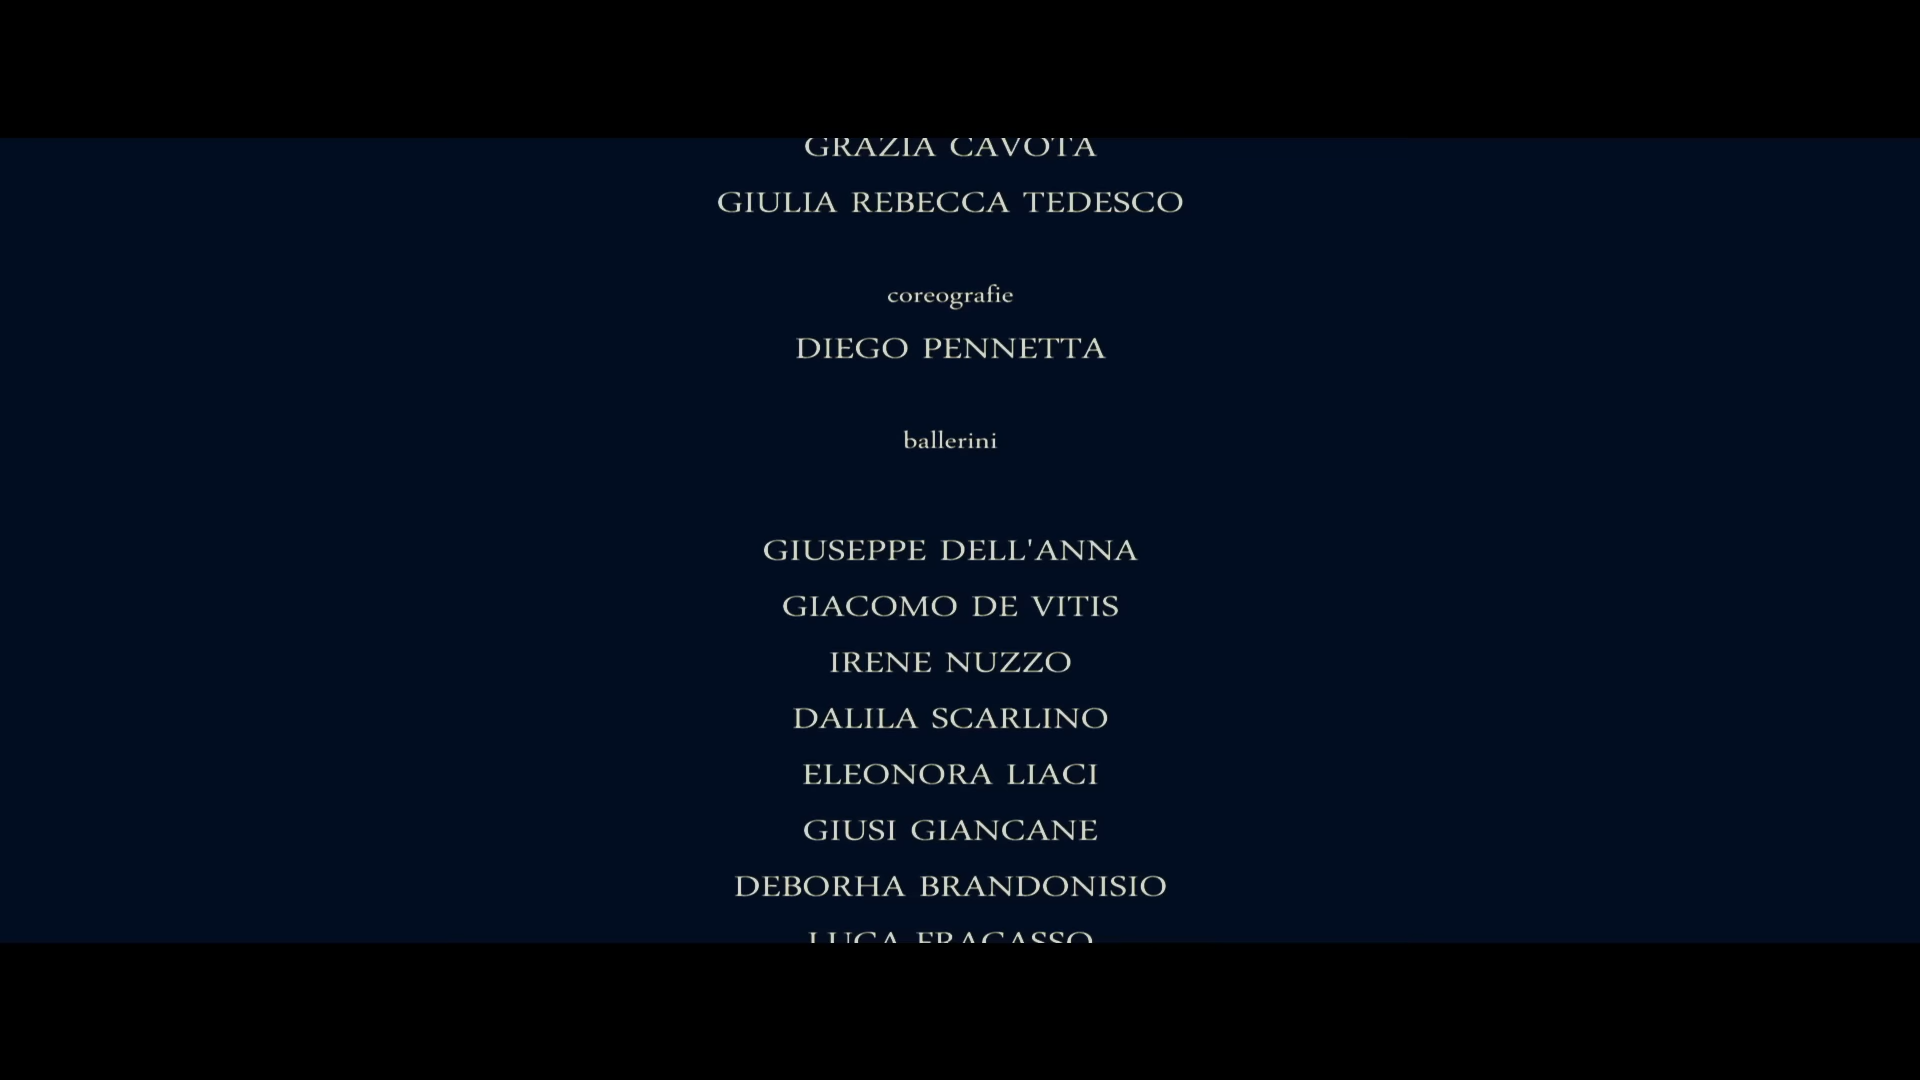 GRAZIA CAVOTA
GIULIA REBECCA TEDESCO
coreografie
DIEGO PENNETTA
ballerini
GIUSEPPE DELL'ANNA
GIACOMO DE VITIS
IRENE NUZZO
DALILA SCARLINO
ELEONORA LIACI
GIUSI GIANCANE
DEBORHA BRANDONISIO
LUCA FRACASSO